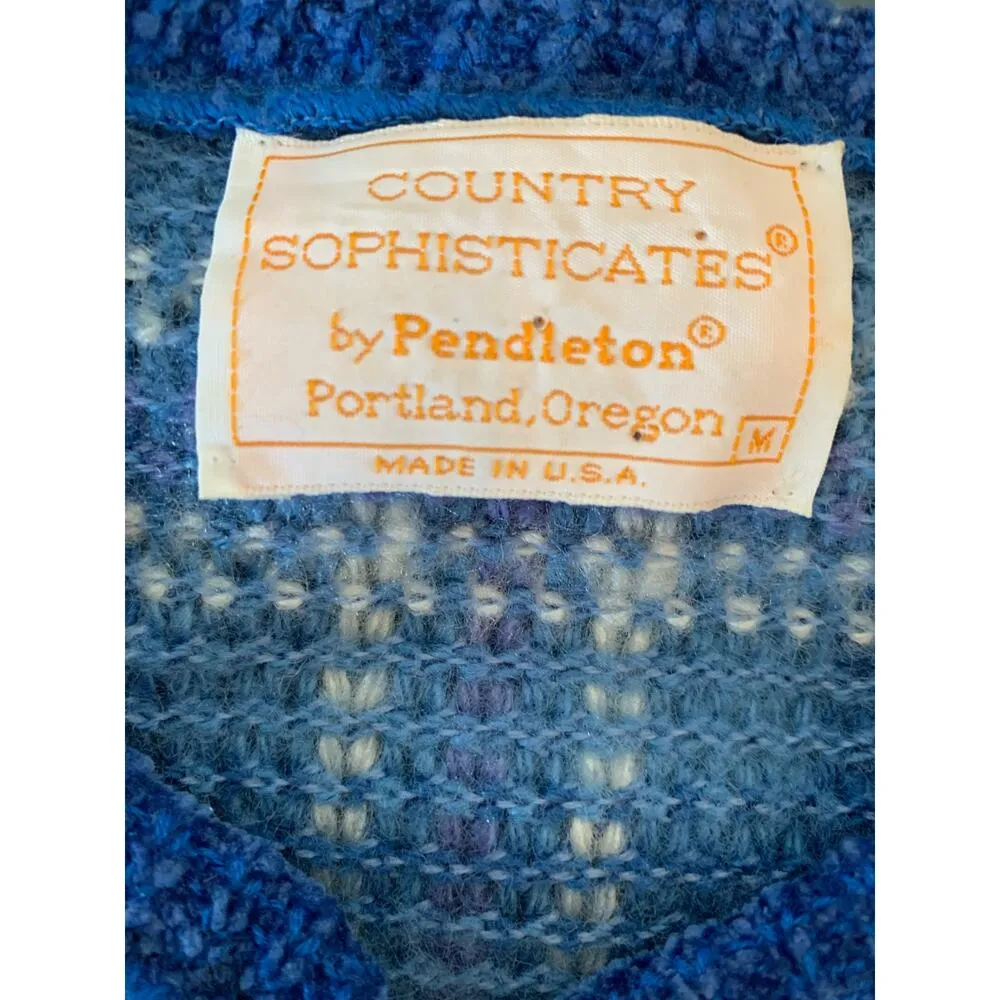 COUNTRY
SOPHISTICATES®
by Pendleton®
Portland, Oregon M
MADE IN U.S.A.